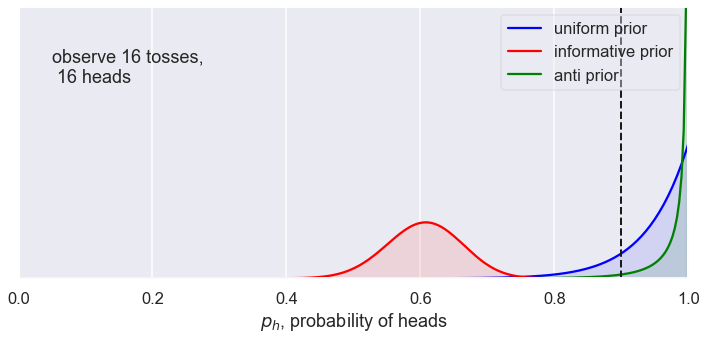 observe 16 tosses,
16 heads
uniform prior
informative prior
anti prior
0.0 0.2 0.4 0.6 0.8 1.0
pₕ, probability of heads